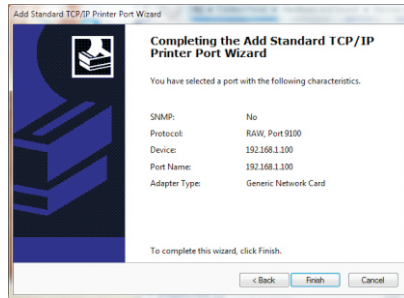 Add Standard TCP/IP Printer Port Wizard
Completing the Add Standard TCP/IP
Printer Port Wizard
You have selected a port with the following characteristics.
SNMP: No
Protocol: RAW, Port 9100
Device: 192.168.1.100
Port Name: 192.168.1.100
Adapter Type: Generic Network Card
To complete this wizard, click Finish.
< Back Finish Cancel